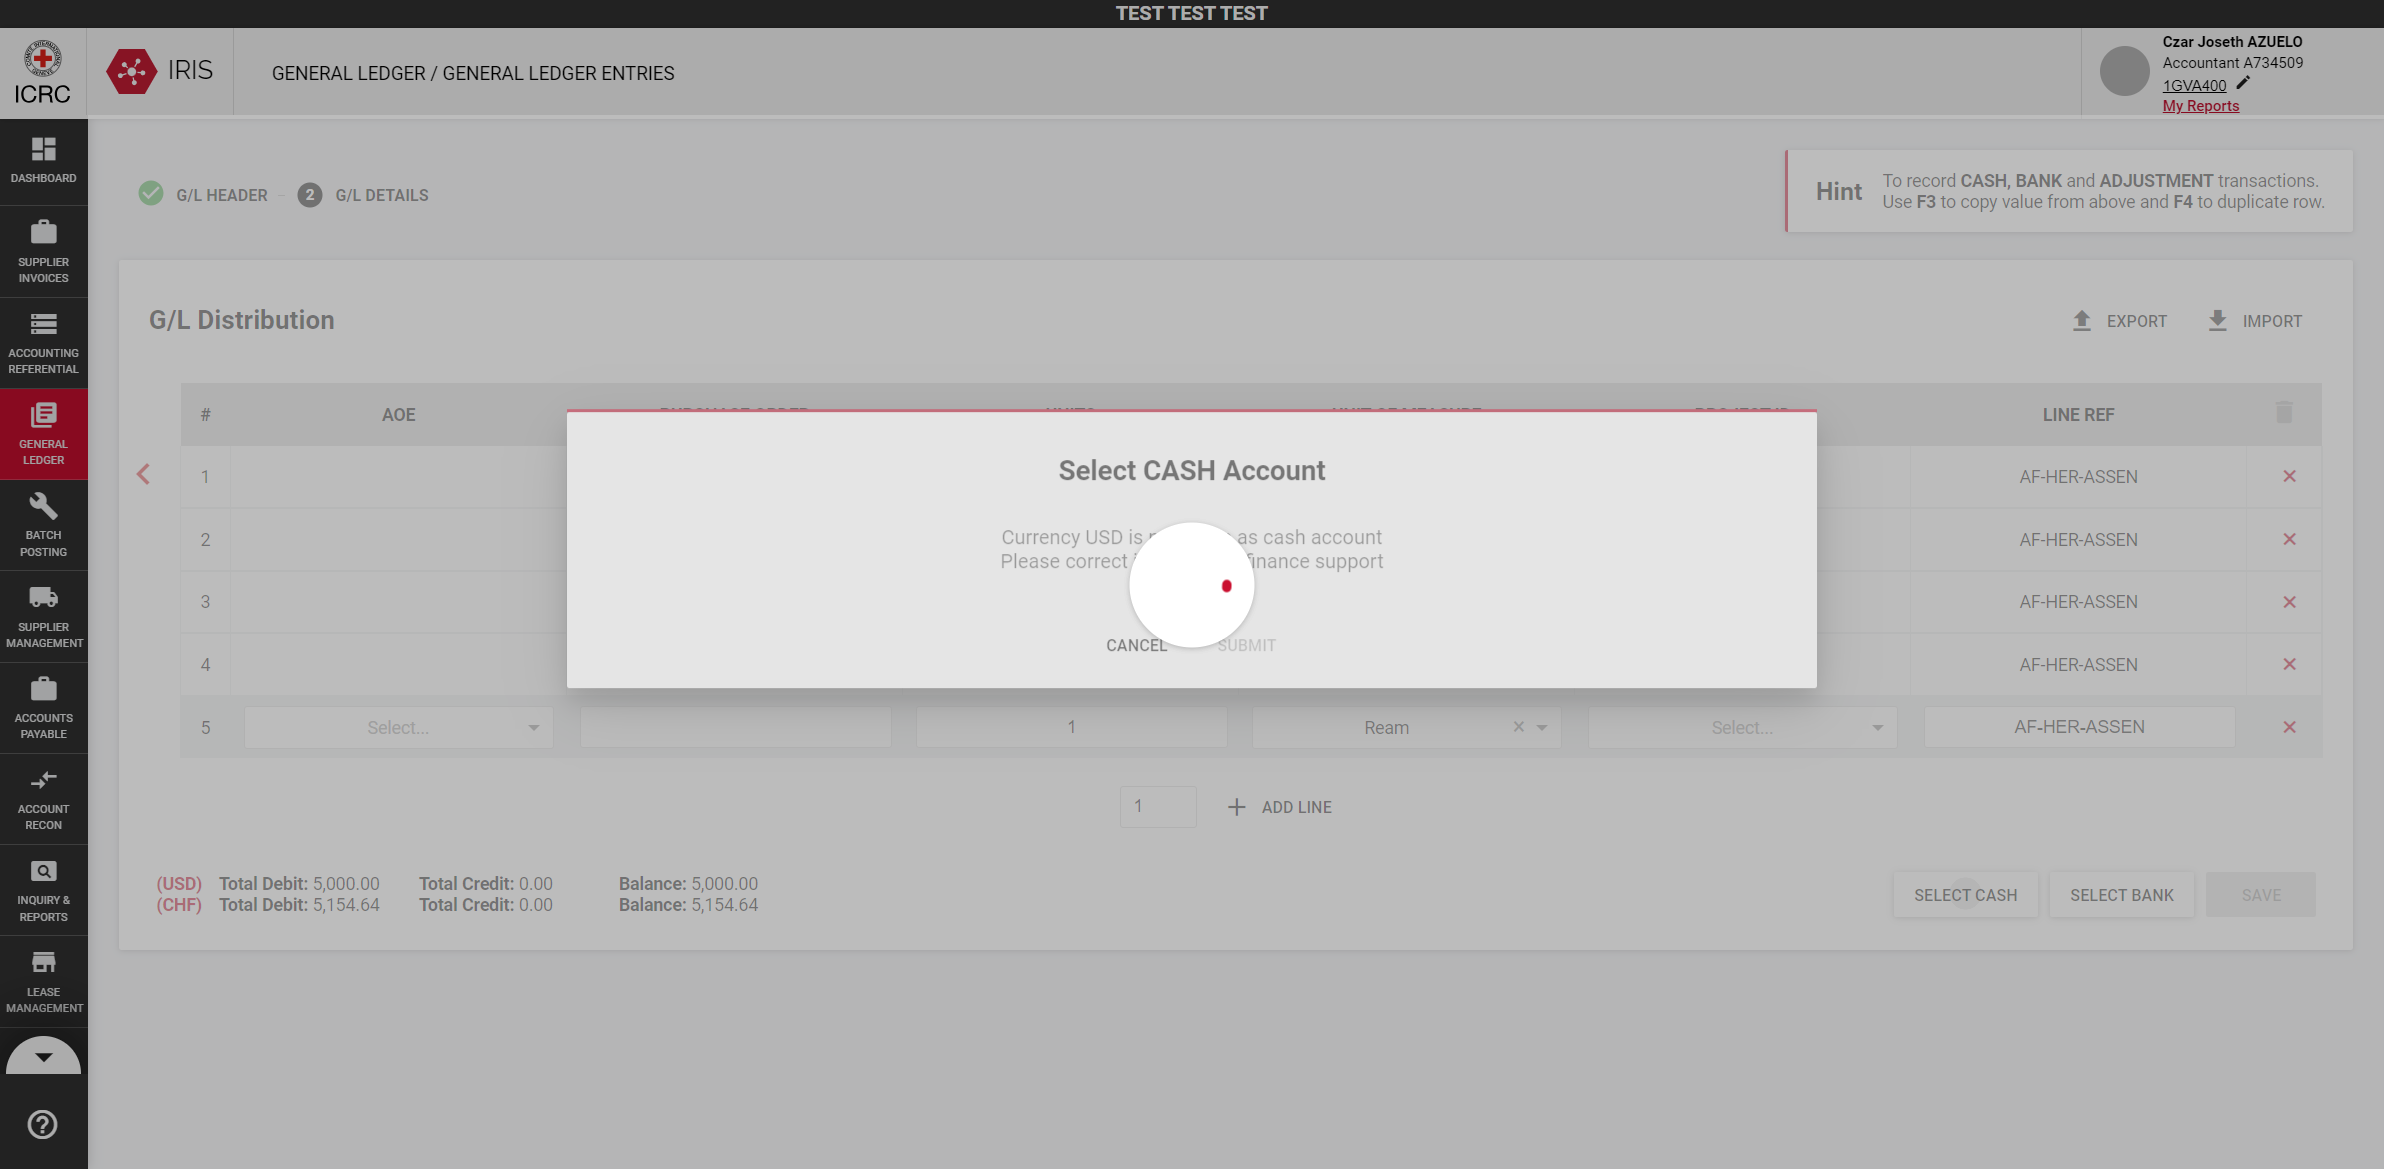 TEST TEST TEST
ICRC
IRIS
GENERAL LEDGER / GENERAL LEDGER ENTRIES
Czar Joseth AZUELO
Accountant A734509
1GVA400
My Reports
DASHBOARD
SUPPLIER
INVOICES
ACCOUNTING
REFERENTIAL
GENERAL
LEDGER
BATCH
POSTING
SUPPLIER
MANAGEMENT
ACCOUNTS
PAYABLE
ACCOUNT
RECON
INQUIRY &
REPORTS
LEASE
MANAGEMENT
G/L HEADER
2 G/L DETAILS
Hint
To record CASH, BANK and ADJUSTMENT transactions.
Use F3 to copy value from above and F4 to duplicate row.
G/L Distribution
EXPORT IMPORT
# AOE LINE REF
1 AF-HER-ASSEN
2 AF-HER-ASSEN
3 AF-HER-ASSEN
4 AF-HER-ASSEN
5 Select... 1 Ream Select... AF-HER-ASSEN
Select CASH Account
Currency USD is as cash account
Please correct finance support
CANCEL SUBMIT
1 ADD LINE
(USD) Total Debit: 5,000.00 Total Credit: 0.00 Balance: 5,000.00
(CHF) Total Debit: 5,154.64 Total Credit: 0.00 Balance: 5,154.64
SELECT CASH SELECT BANK SAVE